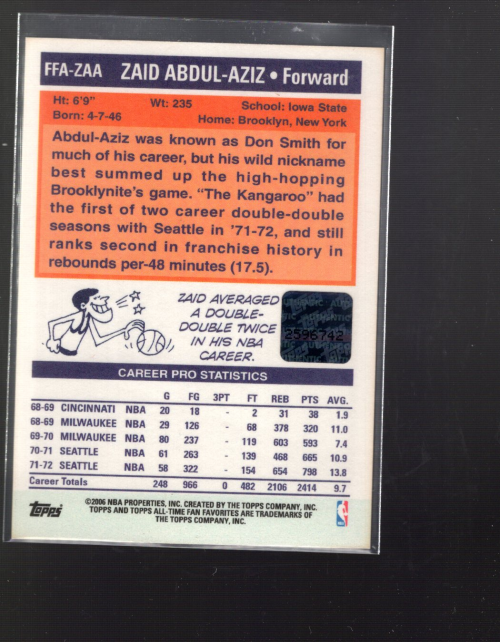 FFA-ZAA ZAID ABDUL-AZIZ • Forward
Ht: 6'9" Wt: 235 School: Iowa State
Born: 4-7-46 Home: Brooklyn, New York
Abdul-Aziz was known as Don Smith for
much of his career, but his wild nickname
best summed up the high-hopping
Brooklynite's game. "The Kangaroo" had
the first of two career double-double
seasons with Seattle in '71-72, and still
ranks second in franchise history in
rebounds per-48 minutes (17.5).
ZAID AVERAGED
A DOUBLE-
DOUBLE TWICE
IN HIS NBA
CAREER.
2596742
CAREER PRO STATISTICS
G FG 3PT FT REB PTS AVG.
68-69 CINCINNATI NBA 20 18 - 2 31 38 1.9
68-69 MILWAUKEE NBA 29 126 - 68 378 320 11.0
69-70 MILWAUKEE NBA 80 237 - 119 603 593 7.4
70-71 SEATTLE NBA 61 263 - 139 468 665 10.9
71-72 SEATTLE NBA 58 322 - 154 654 798 13.8
Career Totals 248 966 0 482 2106 2414 9.7
Topps
©2006 NBA PROPERTIES, INC. CREATED BY THE TOPPS COMPANY, INC.
TOPPS AND TOPPS ALL-TIME FAN FAVORITES ARE TRADEMARKS OF
THE TOPPS COMPANY, INC.